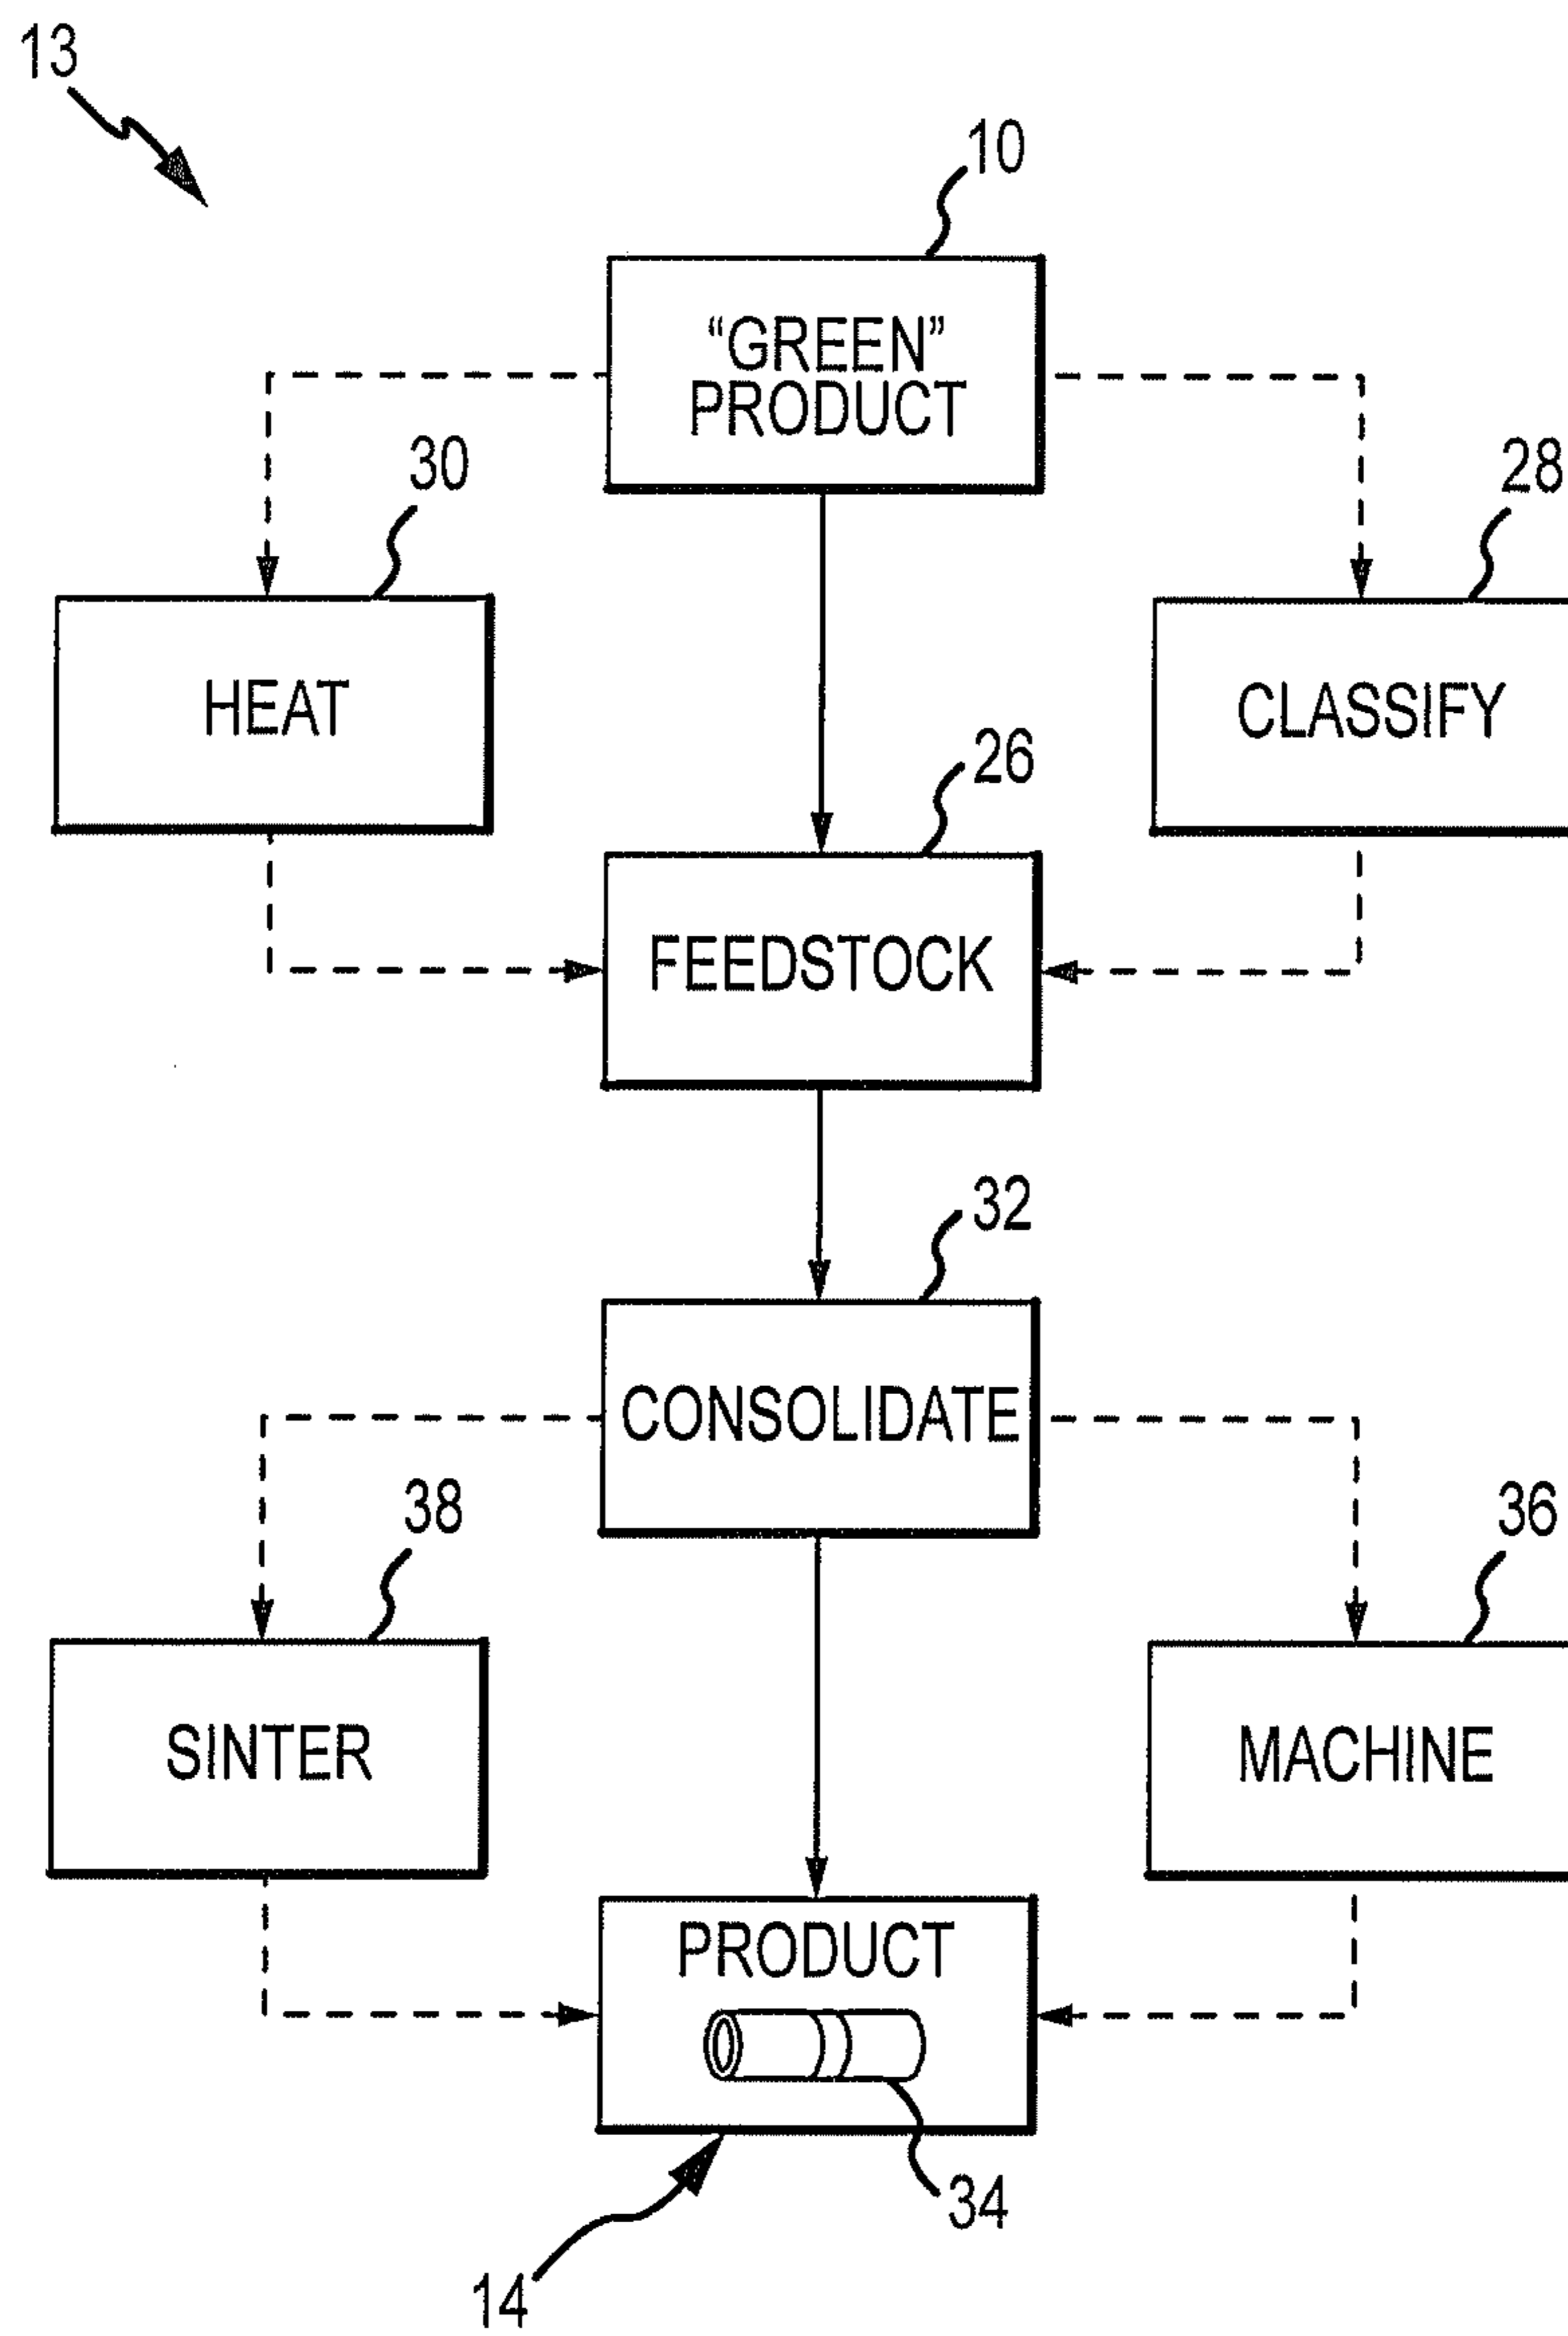 13
10
“GREEN”
PRODUCT
30
28
HEAT
CLASSIFY
26
FEEDSTOCK
32
CONSOLIDATE
38
36
SINTER
MACHINE
PRODUCT
34
14